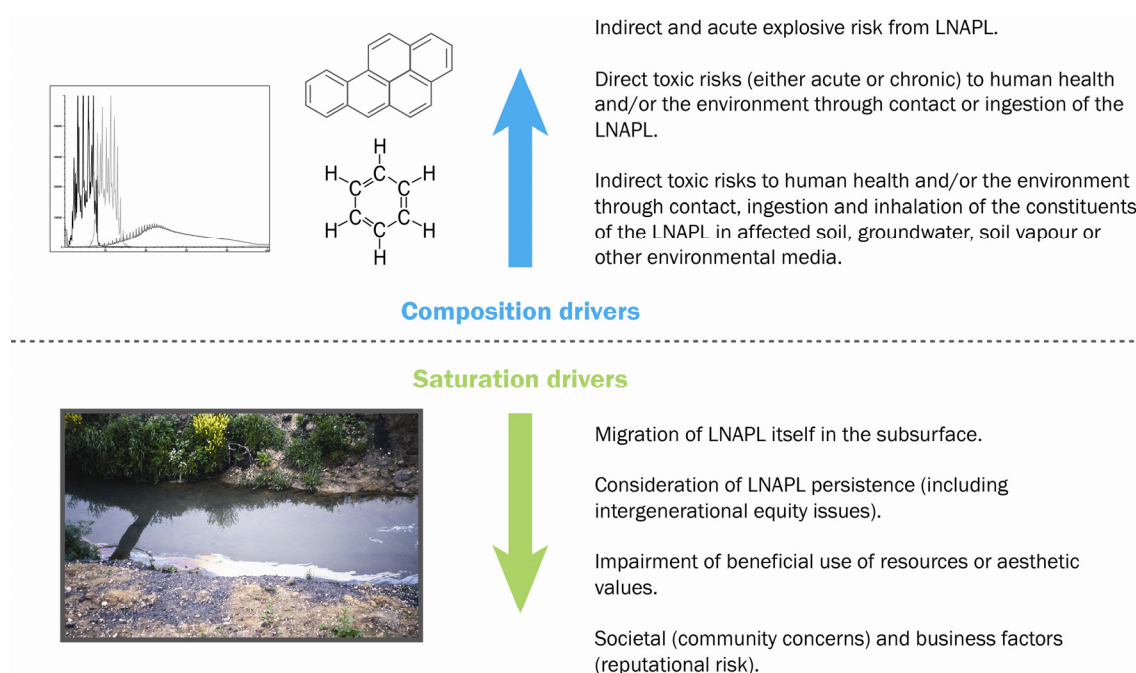 Indirect and acute explosive risk from LNAPL.
Direct toxic risks (either acute or chronic) to human health
and/or the environment through contact or ingestion of the
LNAPL.
Indirect toxic risks to human health and/or the environment
through contact, ingestion and inhalation of the constituents
of the LNAPL in affected soil, groundwater, soil vapour or
other environmental media.
H
H C H
C C
C C
H C H
H
Composition drivers
Saturation drivers
Migration of LNAPL itself in the subsurface.
Consideration of LNAPL persistence (including
intergenerational equity issues).
Impairment of beneficial use of resources or aesthetic
values.
Societal (community concerns) and business factors
(reputational risk).